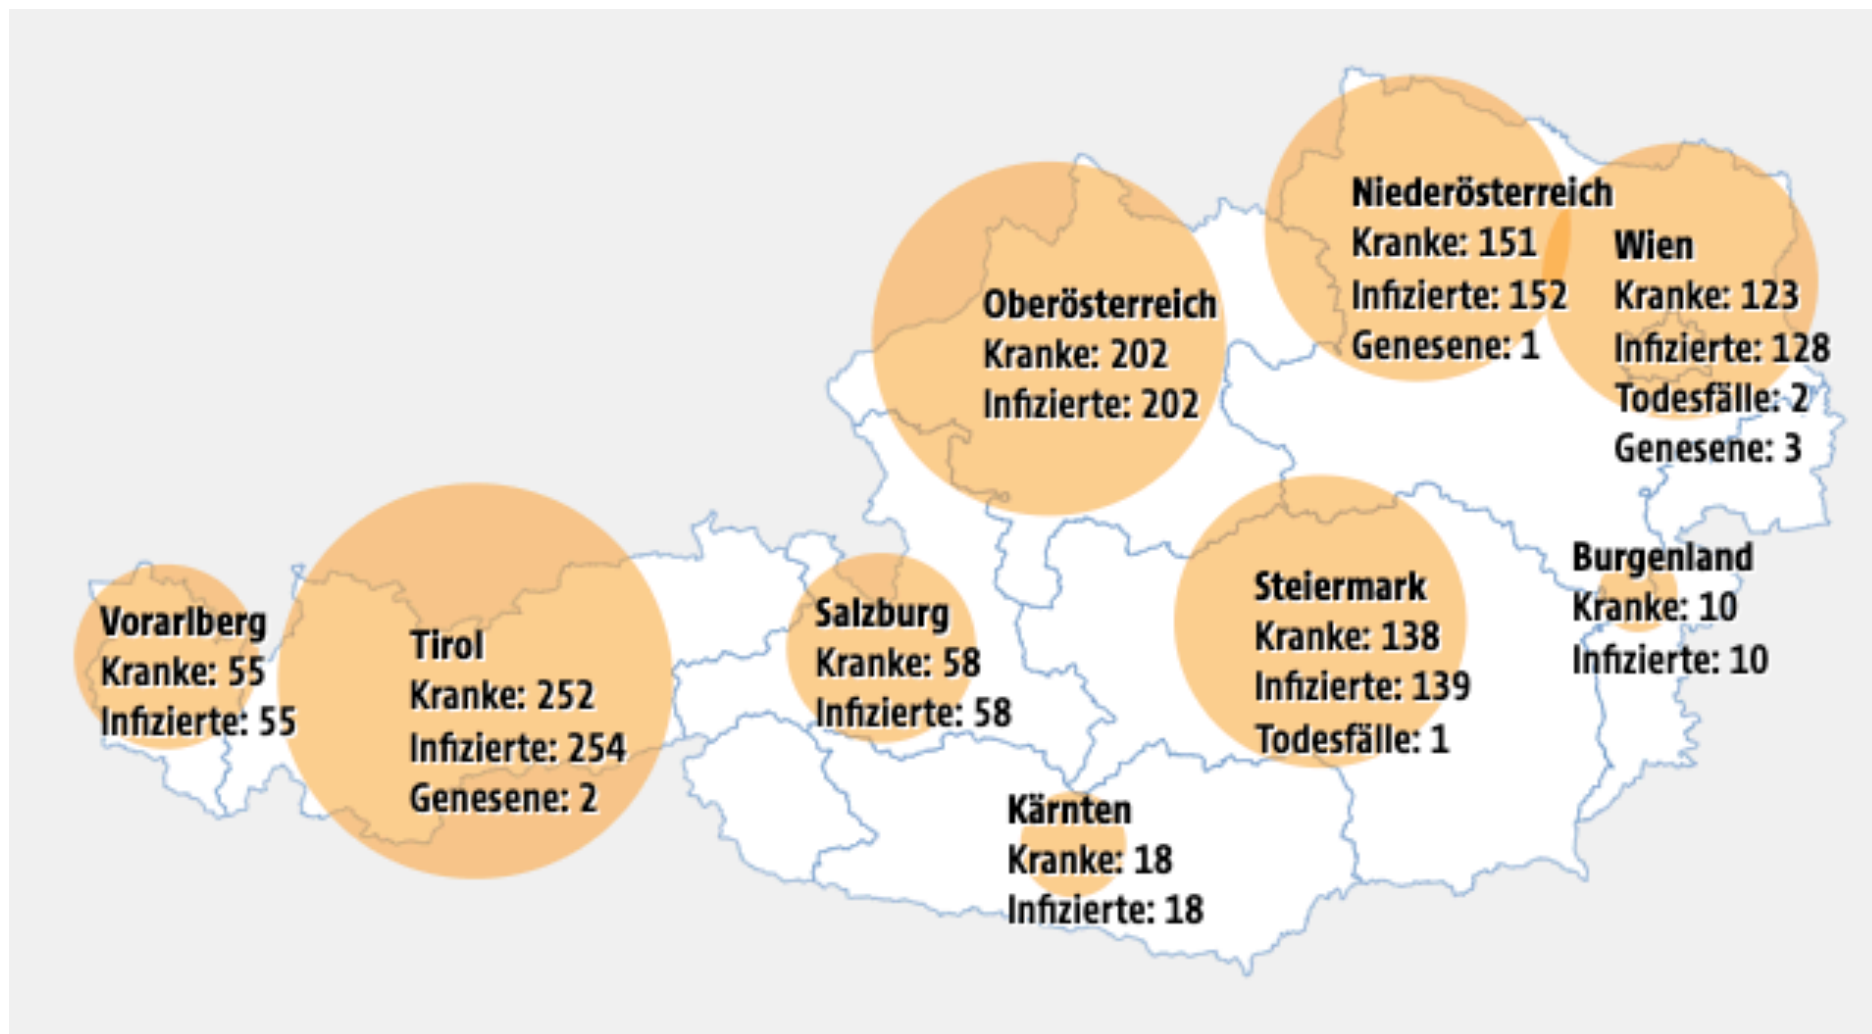 Niederösterreich
Kranke: 151
Infizierte: 152
Genesene: 1
Wien
Kranke: 123
Infizierte: 128
Todesfälle: 2
Genesene: 3
Oberösterreich
Kranke: 202
Infizierte: 202
Burgenland
Kranke: 10
Infizierte: 10
Steiermark
Kranke: 138
Infizierte: 139
Todesfälle: 1
Salzburg
Kranke: 58
Infizierte: 58
Vorarlberg
Kranke: 55
Infizierte: 55
Tirol
Kranke: 252
Infizierte: 254
Genesene: 2
Kärnten
Kranke: 18
Infizierte: 18